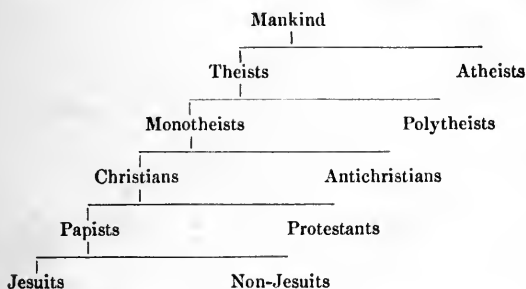 Mankind
Theists Atheists
Monotheists Polytheists
Christians Antichristians
Papists Protestants
Jesuits Non-Jesuits